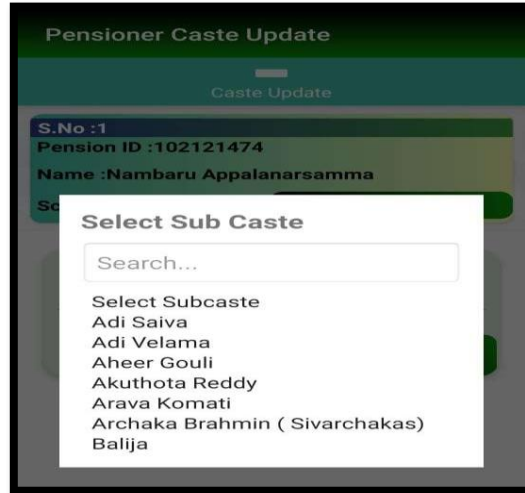 Pensioner Caste Update
Caste Update
S.No :1
Pension ID :102121474
Name :Nambaru Appalanarsamma
Select Sub Caste
Search...
Select Subcaste
Adi Saiva
Adi Velama
Aheer Gouli
Akuthota Reddy
Arava Komati
Archaka Brahmin ( Sivarchakas)
Balija